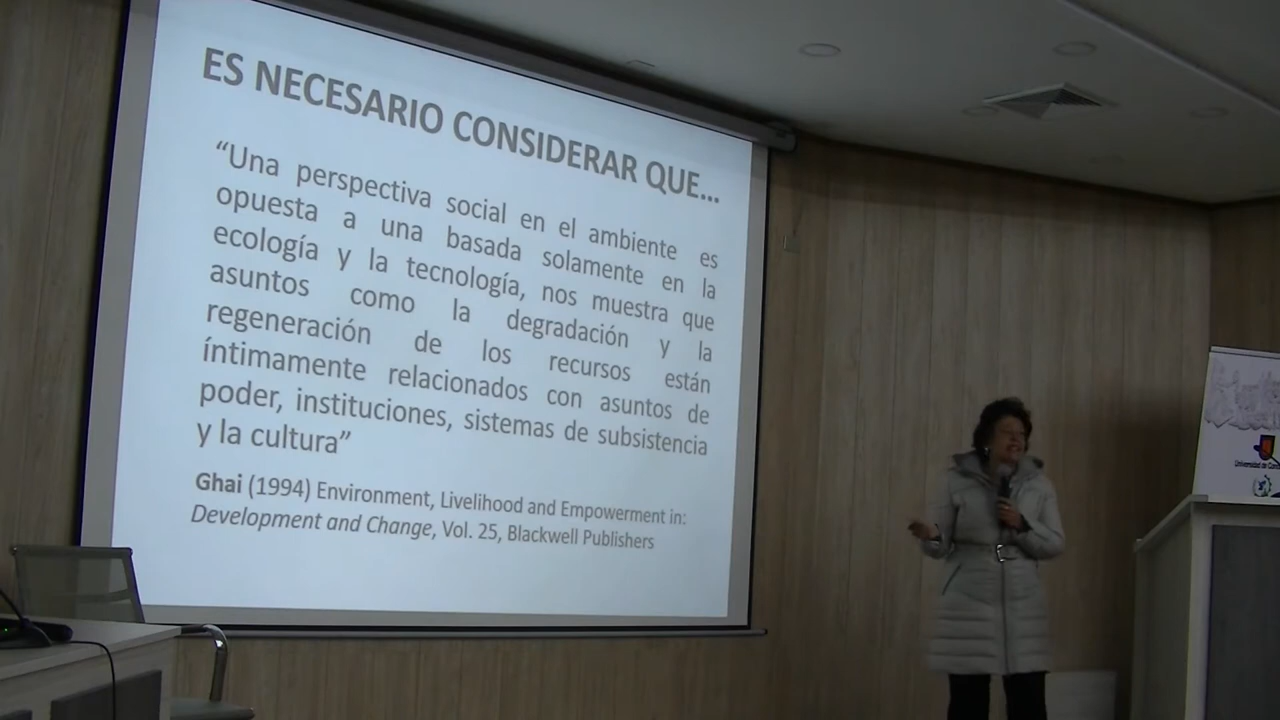 ES NECESARIO CONSIDERAR QUE...
“Una perspectiva social en el ambiente es
opuesta a una basada solamente en la
ecología y la tecnología, nos muestra que
asuntos como la degradación y la
regeneración de los recursos están
íntimamente relacionados con asuntos de
poder, instituciones, sistemas de subsistencia
y la cultura”
Ghai (1994) Environment, Livelihood and Empowerment in:
Development and Change, Vol. 25, Blackwell Publishers
Universidad de